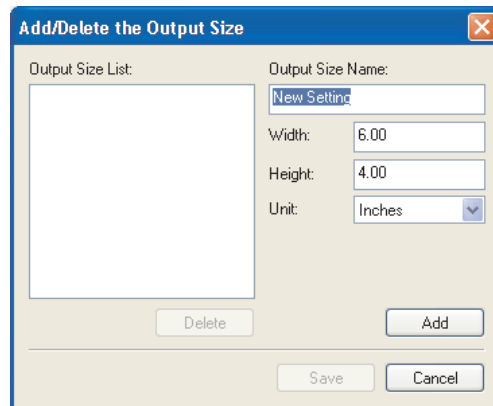 Add/Delete the Output Size
Output Size List:
Output Size Name:
New Setting
Width: 6.00
Height: 4.00
Unit: Inches
Delete
Add
Save
Cancel